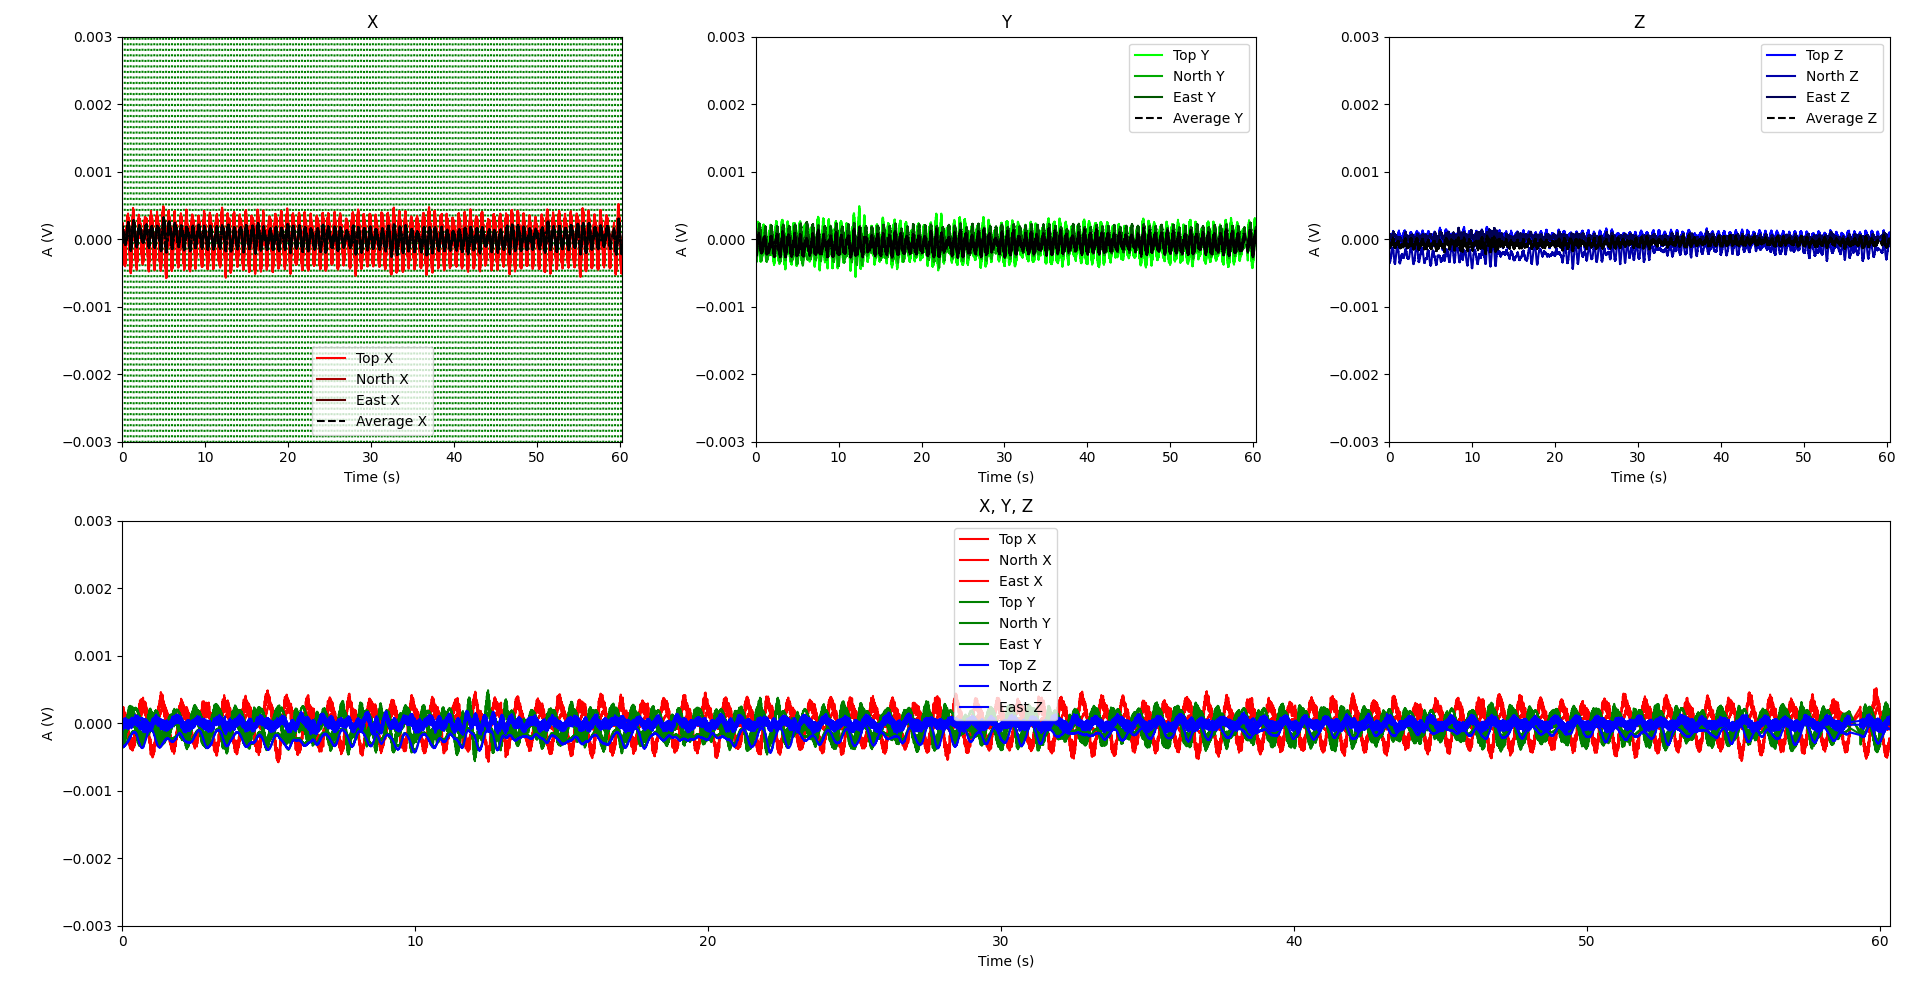 X
0.003
0.002
0.001
0.000
−0.001
−0.002
−0.003
A (V)
Top X
North X
East X
Average X
0 10 20 30 40 50 60
Time (s)
Y
0.003
0.002
0.001
0.000
−0.001
−0.002
−0.003
A (V)
Top Y
North Y
East Y
Average Y
0 10 20 30 40 50 60
Time (s)
Z
0.003
0.002
0.001
0.000
−0.001
−0.002
−0.003
A (V)
Top Z
North Z
East Z
Average Z
0 10 20 30 40 50 60
Time (s)
X, Y, Z
0.003
0.002
0.001
0.000
−0.001
−0.002
−0.003
A (V)
Top X
North X
East X
Top Y
North Y
East Y
Top Z
North Z
East Z
0 10 20 30 40 50 60
Time (s)